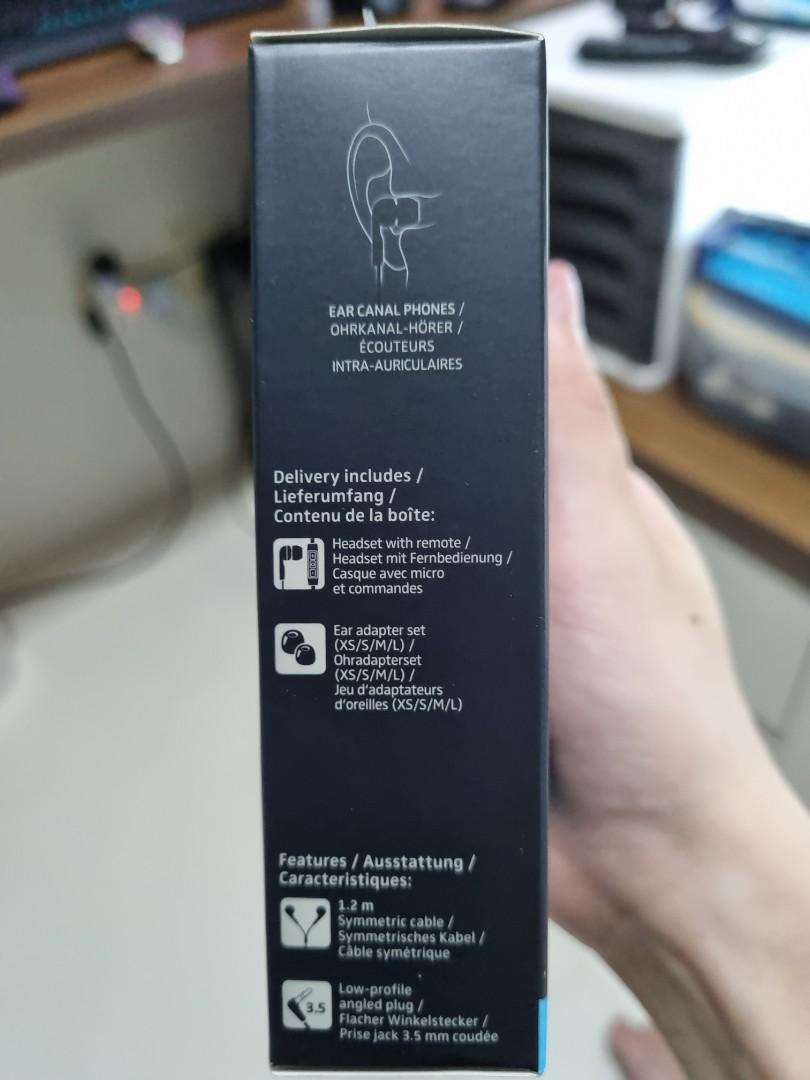 EAR CANAL PHONES /
OHRKANAL-HÖRER /
ÉCOUTEURS
INTRA-AURICULAIRES
Delivery includes /
Lieferumfang /
Contenu de la boîte:
Headset with remote /
Headset mit Fernbedienung /
Casque avec micro
et commandes
Ear adapter set
(XS/S/M/L) /
Ohradapterset
(XS/S/M/L) /
Jeu d'adaptateurs
d'oreilles (XS/S/M/L)
Features / Ausstattung /
Caracteristiques:
1.2 m
Symmetric cable /
Symmetrisches Kabel /
Câble symétrique
3.5
Low-profile
angled plug /
Flacher Winkelstecker /
Prise jack 3.5 mm coudée